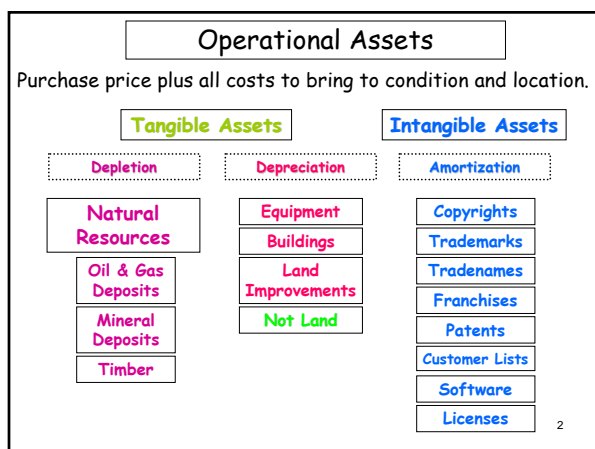 Operational Assets
Purchase price plus all costs to bring to condition and location.
Tangible Assets
Intangible Assets
Depletion
Depreciation
Amortization
Natural
Resources
Oil & Gas
Deposits
Mineral
Deposits
Timber
Equipment
Buildings
Land
Improvements
Not Land
Copyrights
Trademarks
Tradenames
Franchises
Patents
Customer Lists
Software
Licenses
2